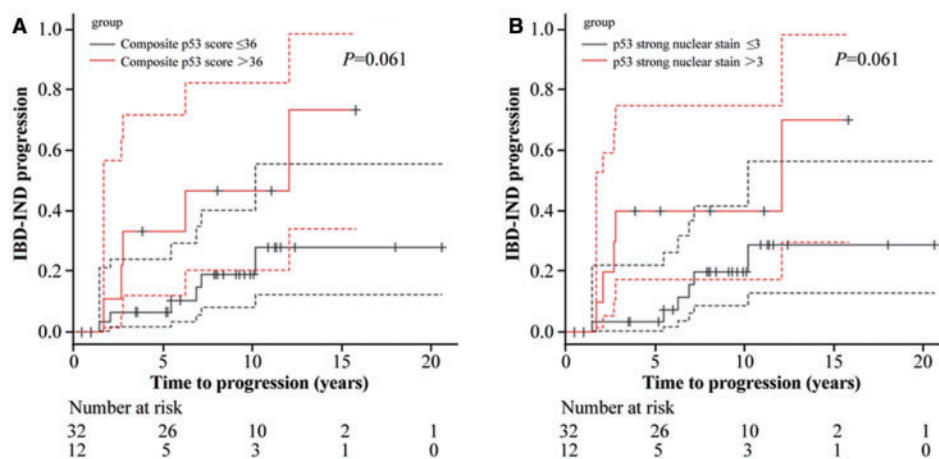 A
group
Composite p53 score ≤36
Composite p53 score >36
P=0.061
IBD-IND progression
1.0
0.8
0.6
0.4
0.2
0.0
0 5 10 15 20
Time to progression (years)
Number at risk
32 26 10 2 1
12 5 3 1 0
B
group
p53 strong nuclear stain ≤3
p53 strong nuclear stain >3
P=0.061
IBD-IND progression
1.0
0.8
0.6
0.4
0.2
0.0
0 5 10 15 20
Time to progression (years)
Number at risk
32 26 10 2 1
12 5 3 1 0